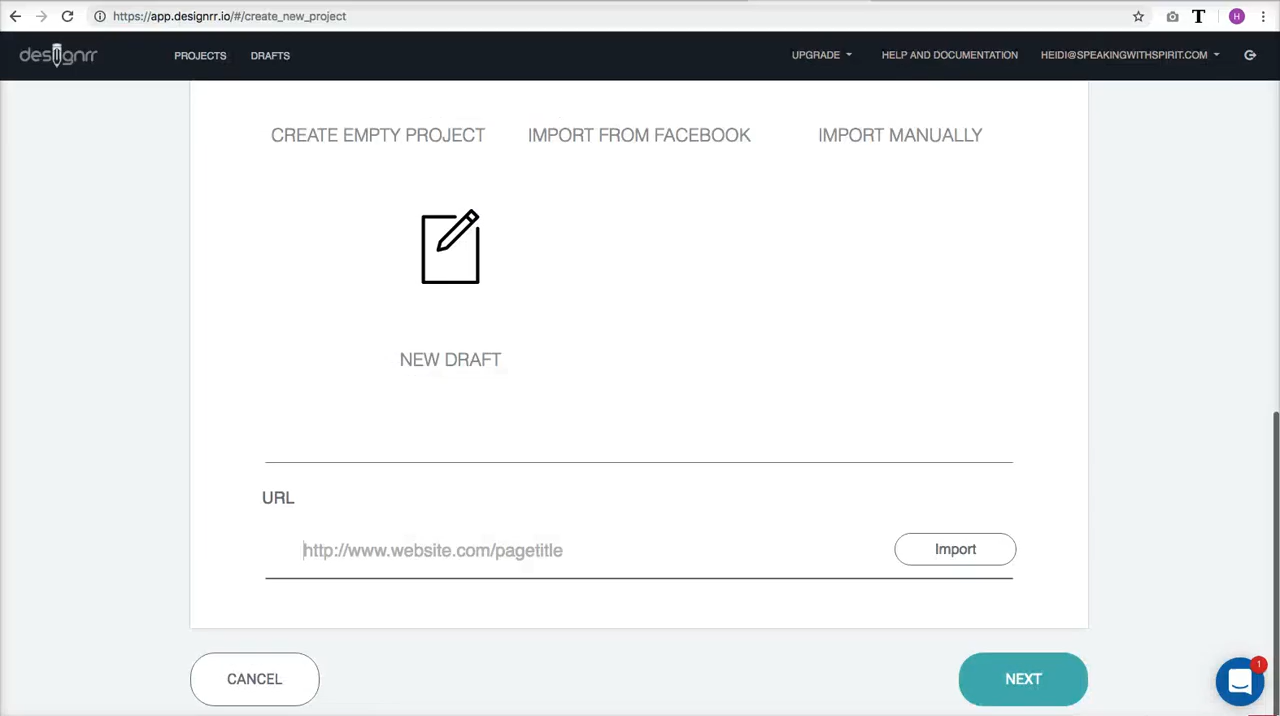 https://app.designrr.io/#/create_new_project
T
H
designrr
PROJECTS
DRAFTS
UPGRADE
HELP AND DOCUMENTATION
HEIDI@SPEAKINGWITHSPIRIT.COM
CREATE EMPTY PROJECT
IMPORT FROM FACEBOOK
IMPORT MANUALLY
NEW DRAFT
URL
http://www.website.com/pagetitle
Import
CANCEL
NEXT
1